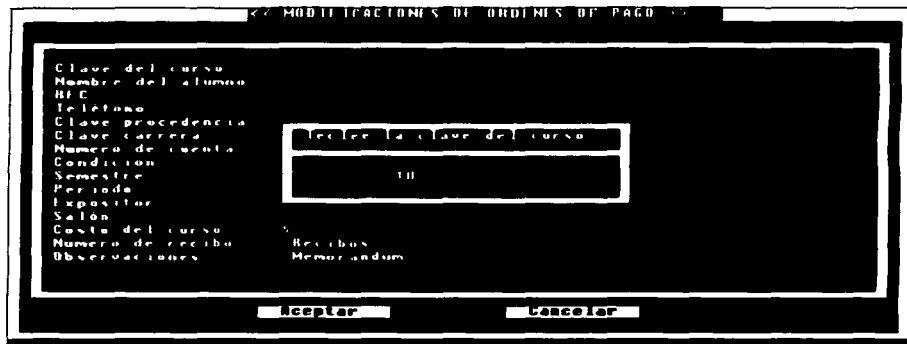 << MODIFICACIONES DE ORDENES DE PAGO >>
Clave del curso
Nombre del alumno
RFC
Teléfono
Clave procedencia
Clave carrera
Teclee la clave del curso
Numero de cuenta
Condición
Semestre
10
Periodo
Expositor
Salón
Costo del curso
Numero de recibo Recibos
Observaciones Memorandum
Aceptar Cancelar